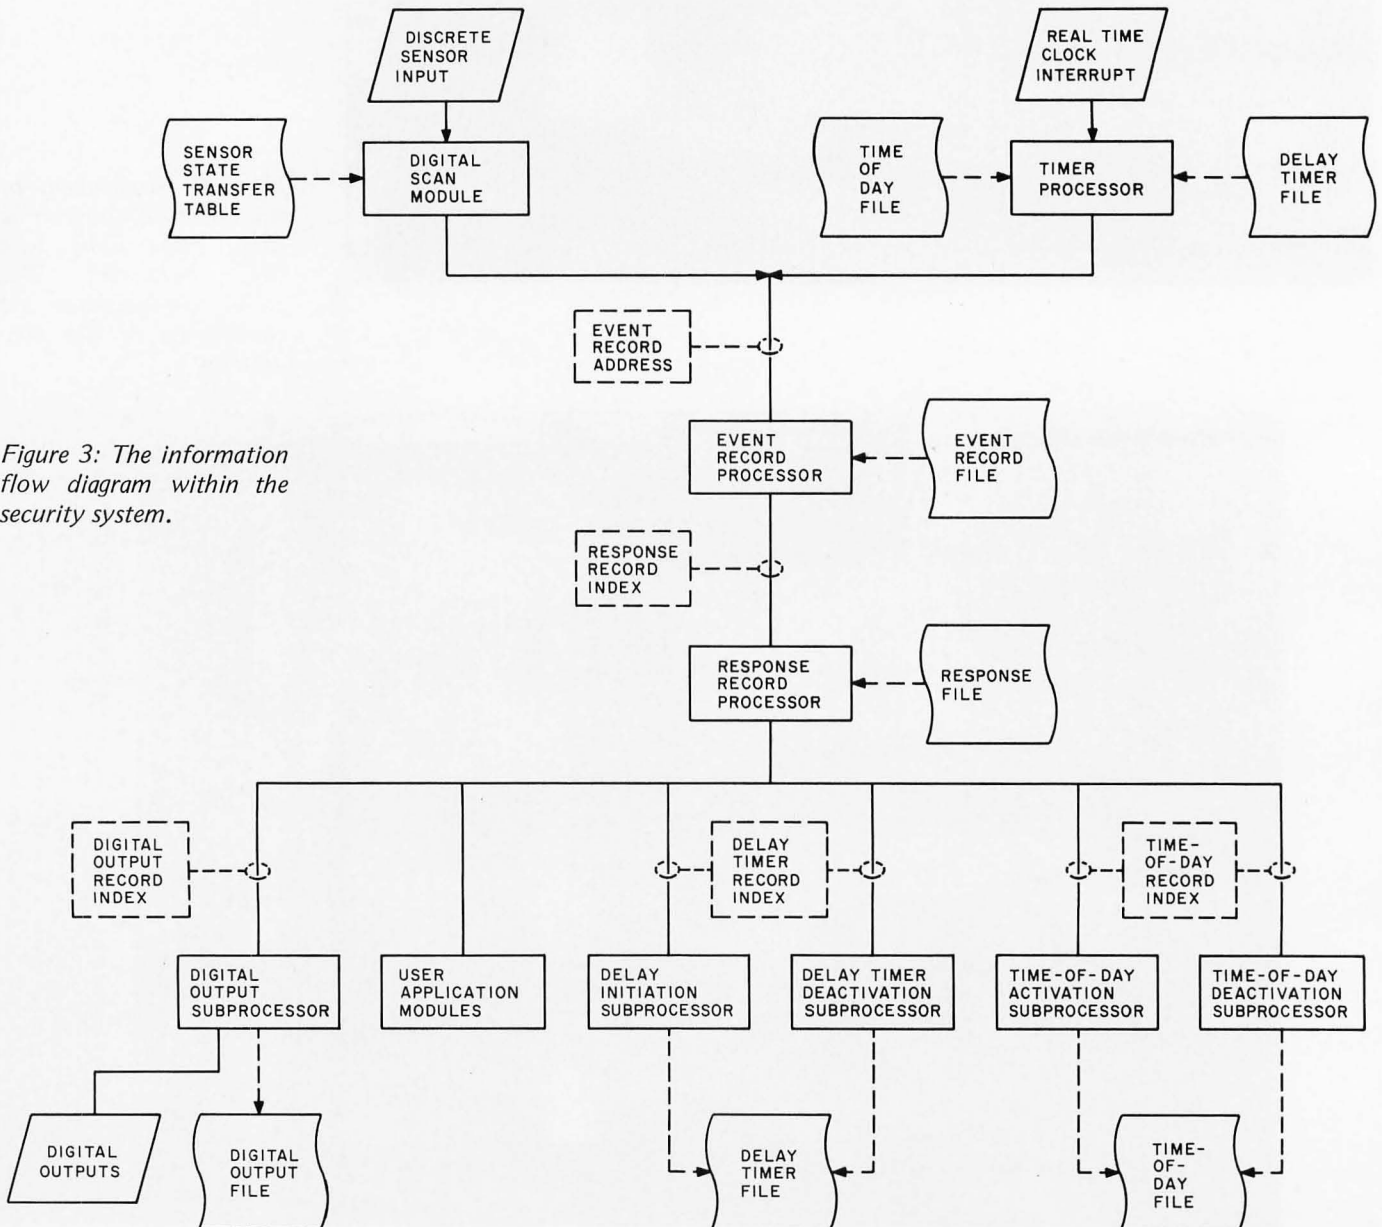 DISCRETE
SENSOR
INPUT
REAL TIME
CLOCK
INTERRUPT
SENSOR
STATE
TRANSFER
TABLE
DIGITAL
SCAN
MODULE
TIME
OF
DAY
FILE
TIMER
PROCESSOR
DELAY
TIMER
FILE
EVENT
RECORD
ADDRESS
EVENT
RECORD
PROCESSOR
EVENT
RECORD
FILE
Figure 3: The information
flow diagram within the
security system.
RESPONSE
RECORD
INDEX
RESPONSE
RECORD
PROCESSOR
RESPONSE
FILE
DIGITAL
OUTPUT
RECORD
INDEX
DELAY
TIMER
RECORD
INDEX
TIME-
OF-DAY
RECORD
INDEX
DIGITAL
OUTPUT
SUBPROCESSOR
USER
APPLICATION
MODULES
DELAY
INITIATION
SUBPROCESSOR
DELAY TIMER
DEACTIVATION
SUBPROCESSOR
TIME-OF-DAY
ACTIVATION
SUBPROCESSOR
TIME-OF-DAY
DEACTIVATION
SUBPROCESSOR
DIGITAL
OUTPUTS
DIGITAL
OUTPUT
FILE
DELAY
TIMER
FILE
TIME-
OF-
DAY
FILE